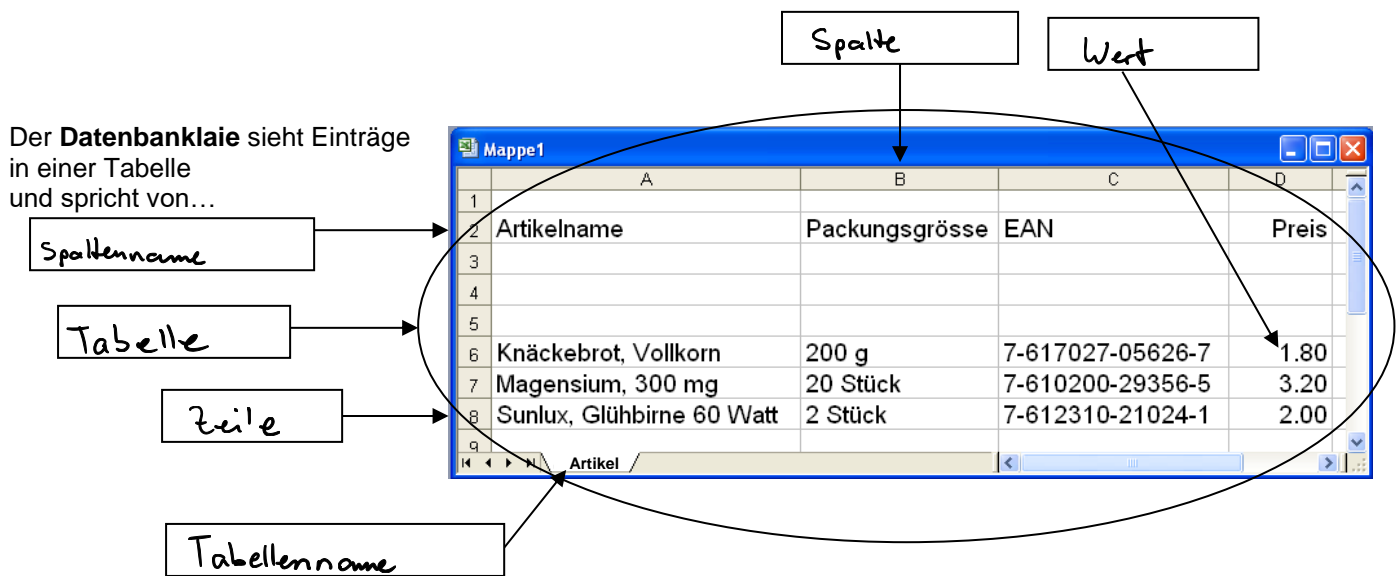 Spalte
Wert
Der Datenbanklaie sieht Einträge
in einer Tabelle
und spricht von…
Spaltenname
Tabelle
Zeile
Tabellenname
Mappe1
A B C D
1
2 Artikelname Packungsgrösse EAN Preis
3
4
5
6 Knäckebrot, Vollkorn 200 g 7-617027-05626-7 1.80
7 Magensium, 300 mg 20 Stück 7-610200-29356-5 3.20
8 Sunlux, Glühbirne 60 Watt 2 Stück 7-612310-21024-1 2.00
9
Artikel